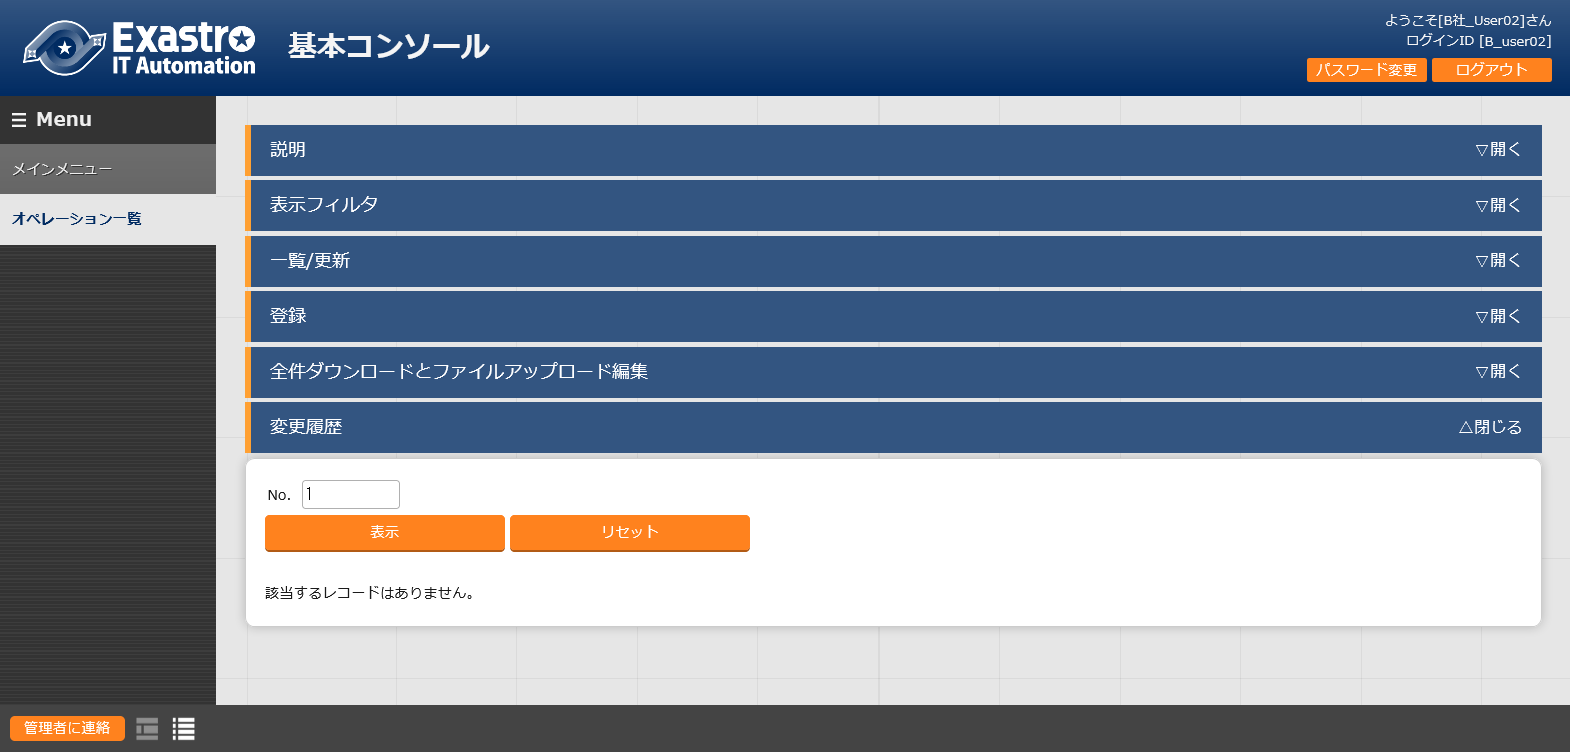 Exastro
IT Automation
基本コンソール
ようこそ[B社_User02]さん
ログインID [B_user02]
パスワード変更
ログアウト
Menu
メインメニュー
オペレーション一覧
説明
▽開く
表示フィルタ
▽開く
一覧/更新
▽開く
登録
▽開く
全件ダウンロードとファイルアップロード編集
▽開く
変更履歴
△閉じる
No. 1
表示
リセット
該当するレコードはありません。
管理者に連絡